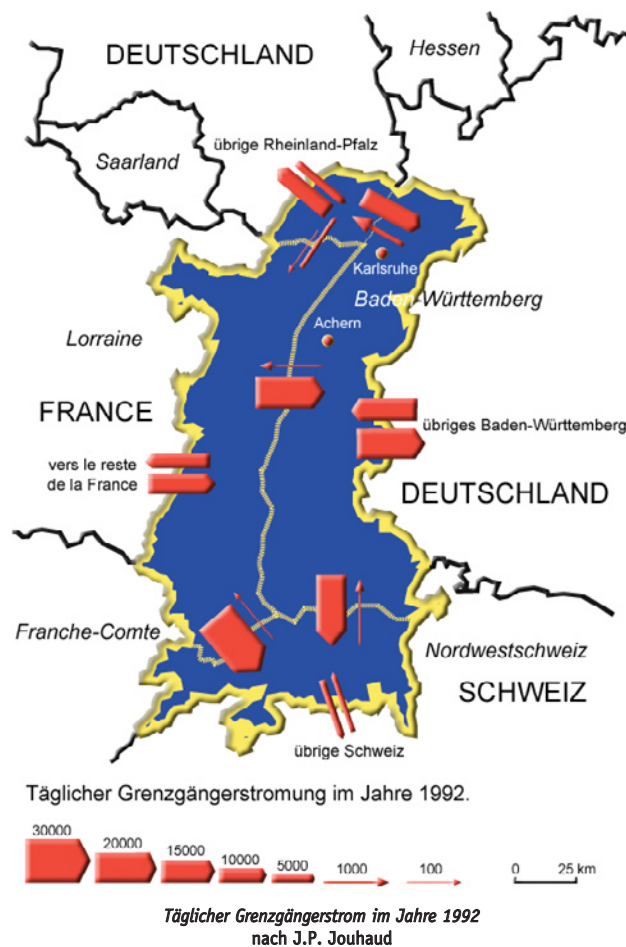 DEUTSCHLAND
Hessen
Saarland
übrige Rheinland-Pfalz
Karlsruhe
Baden-Württemberg
Achern
Lorraine
FRANCE
übriges Baden-Württemberg
vers le reste
de la France
DEUTSCHLAND
Franche-Comte
Nordwestschweiz
SCHWEIZ
übrige Schweiz
Täglicher Grenzgängerstromung im Jahre 1992.
30000 20000 15000 10000 5000 1000 100 0 25 km
Täglicher Grenzgängerstrom im Jahre 1992
nach J.P. Jouhaud